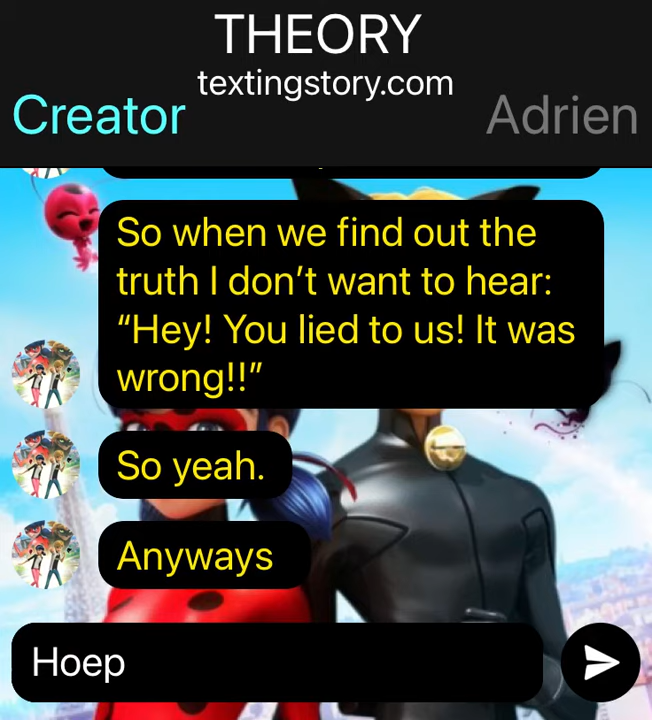 THEORY
textingstory.com
Creator
Adrien
So when we find out the
truth I don’t want to hear:
“Hey! You lied to us! It was
wrong!!”
So yeah.
Anyways
Hoep